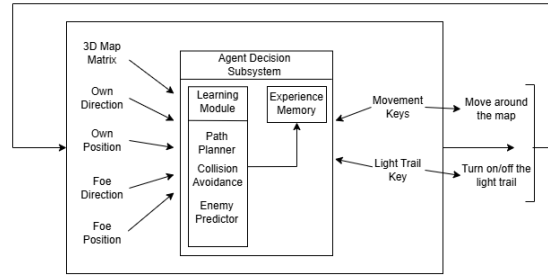 3D Map
Matrix
Own
Direction
Own
Position
Foe
Direction
Foe
Position
Agent Decision
Subsystem
Learning
Module
Path
Planner
Collision
Avoidance
Enemy
Predictor
Experience
Memory
Movement
Keys
Light Trail
Key
Move around
the map
Turn on/off the
light trail